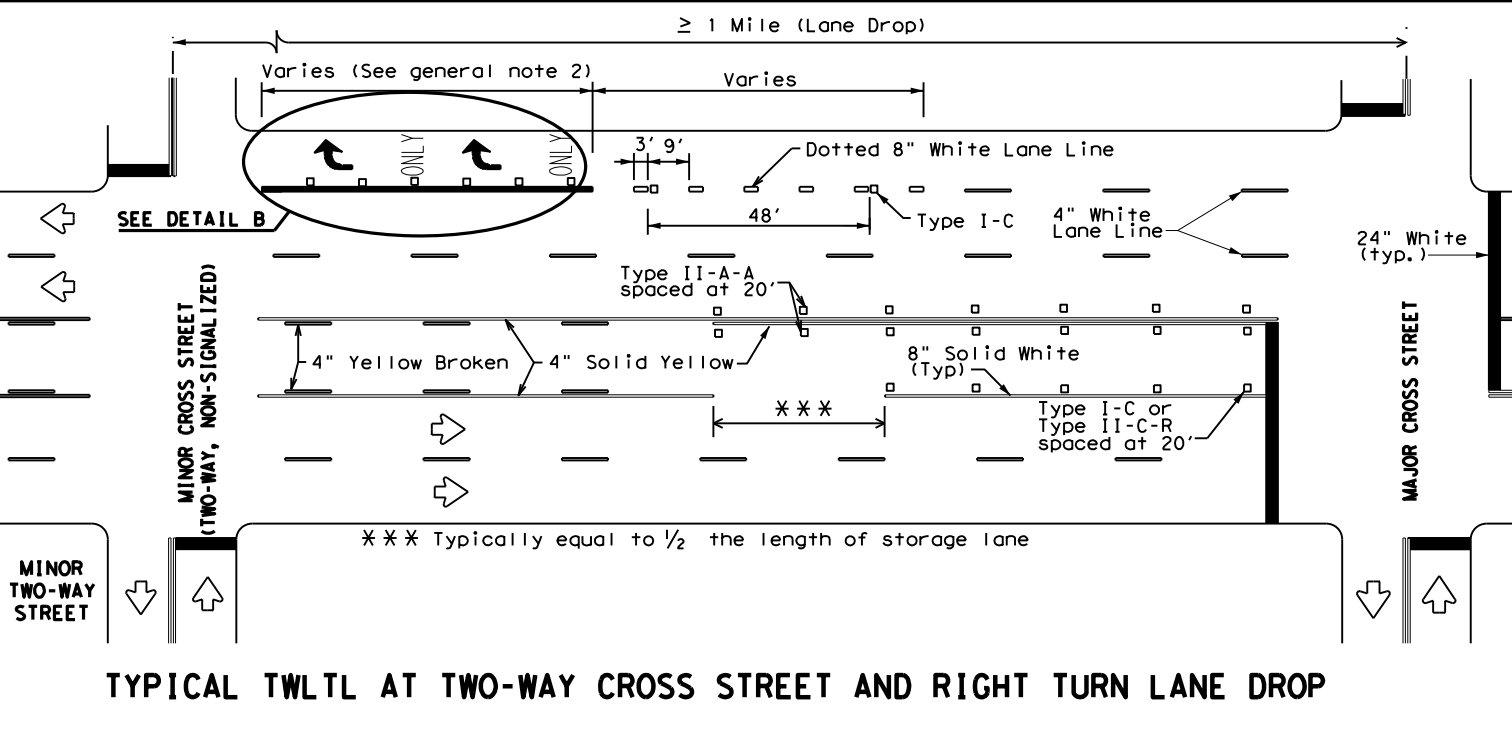 ≥ 1 Mile (Lane Drop)
Varies (See general note 2)
Varies
ONLY
ONLY
3' 9'
Dotted 8" White Lane Line
SEE DETAIL B
48'
Type I-C
4" White
Lane Line
24" White
(typ.)
Type II-A-A
spaced at 20'
MINOR CROSS STREET
(TWO-WAY, NON-SIGNALIZED)
4" Yellow Broken
4" Solid Yellow
8" Solid White
(Typ)
***
Type I-C or
Type II-C-R
spaced at 20'
MAJOR CROSS STREET
*** Typically equal to ½ the length of storage lane
MINOR
TWO-WAY
STREET
TYPICAL TWLTL AT TWO-WAY CROSS STREET AND RIGHT TURN LANE DROP